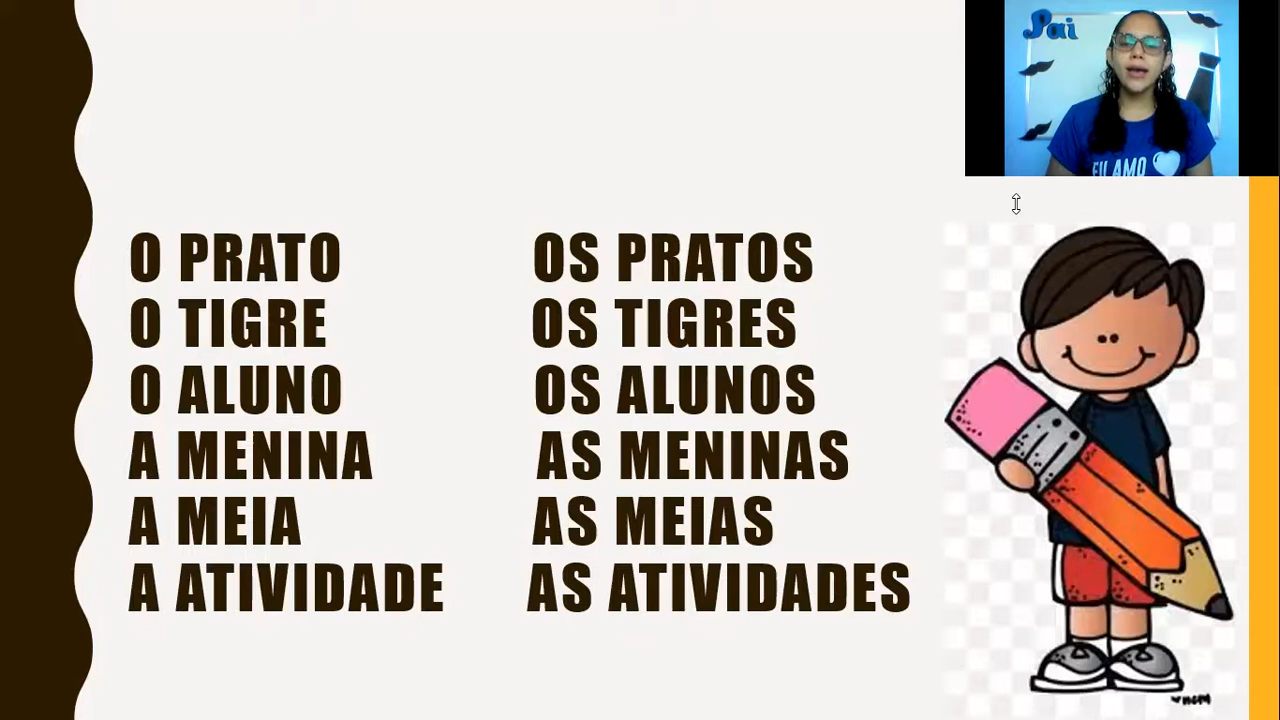 Pai
EU AMO
O PRATO OS PRATOS
O TIGRE OS TIGRES
O ALUNO OS ALUNOS
A MENINA AS MENINAS
A MEIA AS MEIAS
A ATIVIDADE AS ATIVIDADES